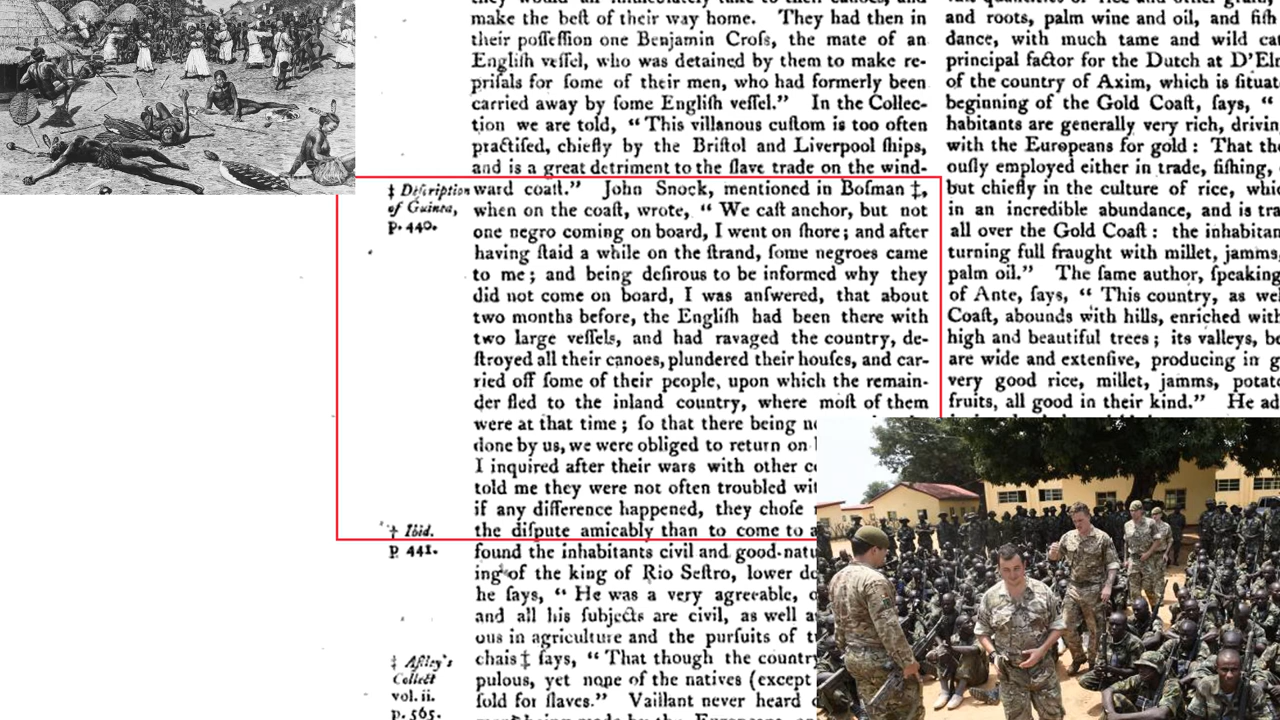 they would all immediately take to their canoes, and
make the beſt of their way home. They had then in
their poſſeſſion one Benjamin Croſs, the mate of an
Engliſh veſſel, who was detained by them to make re-
priſals for ſome of their men, who had formerly been
carried away by ſome Engliſh veſſel.” In the Collec-
tion we are told, “ This villanous cuſtom is too often
practiſed, chiefly by the Briſtol and Liverpool ſhips,
and is a great detriment to the ſlave trade on the wind-
ward coaſt.” John Snock, mentioned in Boſman ‡,
when on the coaſt, wrote, “ We caſt anchor, but not
one negro coming on board, I went on ſhore; and after
having ſtaid a while on the ſtrand, ſome negroes came
to me; and being deſirous to be informed why they
did not come on board, I was anſwered, that about
two months before, the Engliſh had been there with
two large veſſels, and had ravaged the country, de-
ſtroyed all their canoes, plundered their houſes, and car-
ried off ſome of their people, upon which the remain-
der fled to the inland country, where moſt of them
were at that time; ſo that there being
done by us, we were obliged to return on
I inquired after their wars with other
told me they were not often troubled
if any difference happened, they choſe
the diſpute amicably than to come to
found the inhabitants civil and good-natu
ing of the king of Rio Seſtro, lower
he ſays, “ He was a very agreeable,
and all his ſubjects are civil, as well
ous in agriculture and the purſuits of
chais ‡ ſays, “ That though the country
pulous, yet none of the natives (except
ſold for ſlaves.” Vaillant never heard
‡ Deſcription
of Guinea,
p. 440.
† Ibid.
p 441.
‡ Aſtley's
Collect
vol. ii.
p. 565.
quantities of rice and other
and roots, palm wine and oil, and fiſh
dance, with much tame and wild
principal factor for the Dutch at
of the country of Axim, which is
beginning of the Gold Coaſt, ſays, “
habitants are generally very rich,
with the Europeans for gold: That
ouſly employed either in trade, fiſhing,
but chiefly in the culture of rice,
in an incredible abundance, and is
all over the Gold Coaſt: the
turning full fraught with millet, jamms,
palm oil.” The ſame author, ſpeaking
of Ante, ſays, “ This country, as
Coaſt, abounds with hills, enriched with
high and beautiful trees; its valleys,
are wide and extenſive, producing in
very good rice, millet, jamms,
fruits, all good in their kind.” He